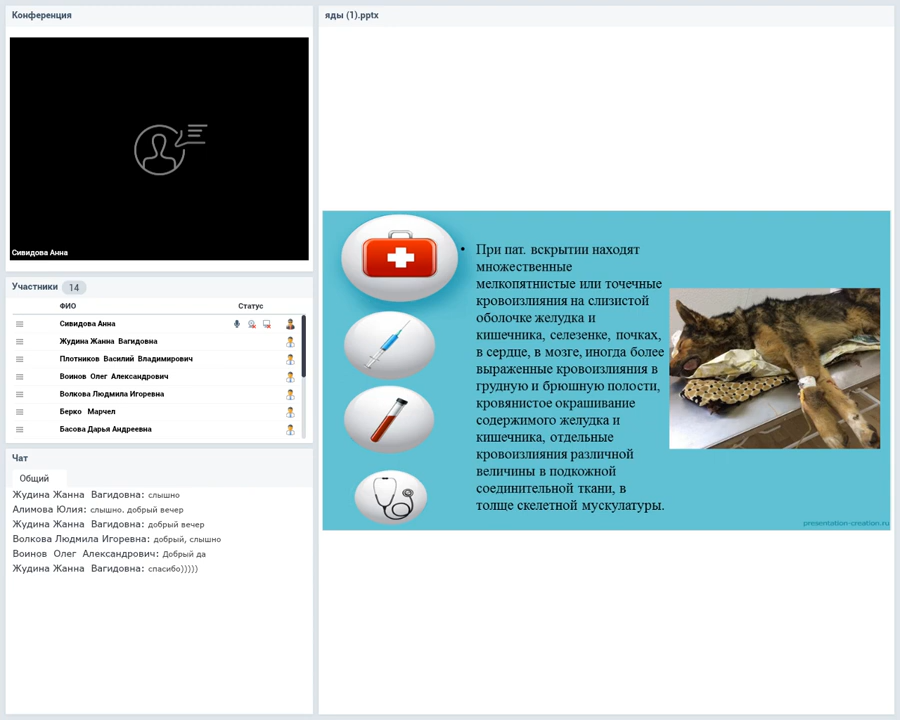 Конференция
Сивидова Анна
Участники 14
ФИО Статус
Сивидова Анна
Жудина Жанна Вагидовна
Плотников Василий Владимирович
Воинов Олег Александрович
Волкова Людмила Игоревна
Берко Марчел
Басова Дарья Андреевна
Чат
Общий
Жудина Жанна Вагидовна: слышно
Алимова Юлия: слышно. добрый вечер
Жудина Жанна Вагидовна: добрый вечер
Волкова Людмила Игоревна: добрый, слышно
Воинов Олег Александрович: Добрый да
Жудина Жанна Вагидовна: спасибо)))))
яды (1).pptx
• При пат. вскрытии находят
множественные
мелкопятнистые или точечные
кровоизлияния на слизистой
оболочке желудка и
кишечника, селезенке, почках,
в сердце, в мозге, иногда более
выраженные кровоизлияния в
грудную и брюшную полости,
кровянистое окрашивание
содержимого желудка и
кишечника, отдельные
кровоизлияния различной
величины в подкожной
соединительной ткани, в
толще скелетной мускулатуры.
presentation-creation.ru